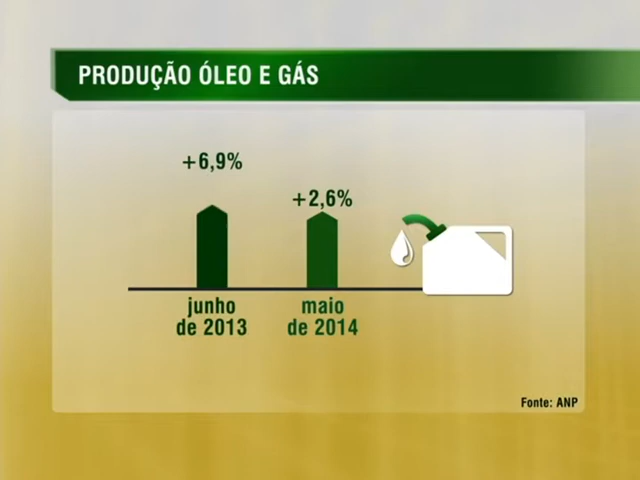 PRODUÇÃO ÓLEO E GÁS
+6,9%
+2,6%
junho
de 2013
maio
de 2014
Fonte: ANP